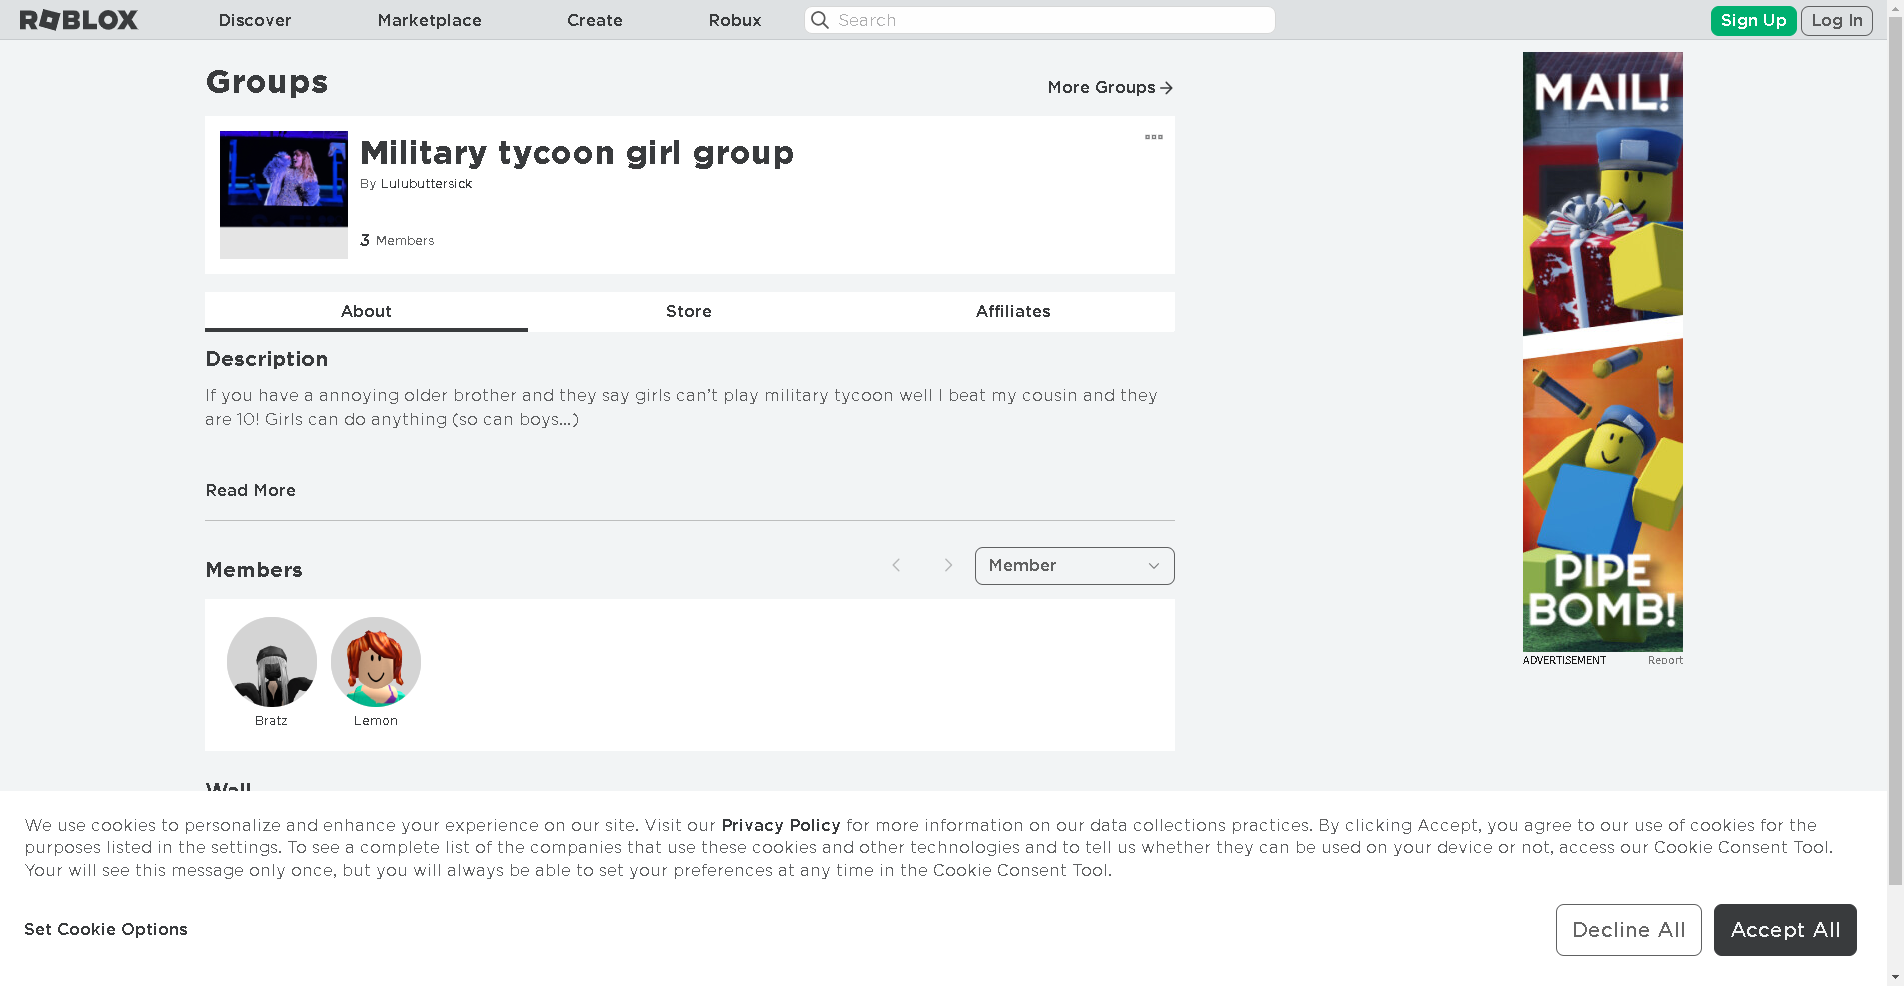 ROBLOX
Discover
Marketplace
Create
Robux
Search
Sign Up
Log In
Groups
More Groups
Military tycoon girl group
By Lulubuttersick
3 Members
About
Store
Affiliates
Description
If you have a annoying older brother and they say girls can’t play military tycoon well I beat my cousin and they
are 10! Girls can do anything (so can boys...)
Read More
Members
Member
Bratz
Lemon
Wall
MAIL!
PIPE
BOMB!
ADVERTISEMENT
Report
We use cookies to personalize and enhance your experience on our site. Visit our Privacy Policy for more information on our data collections practices. By clicking Accept, you agree to our use of cookies for the
purposes listed in the settings. To see a complete list of the companies that use these cookies and other technologies and to tell us whether they can be used on your device or not, access our Cookie Consent Tool.
Your will see this message only once, but you will always be able to set your preferences at any time in the Cookie Consent Tool.
Set Cookie Options
Decline All
Accept All